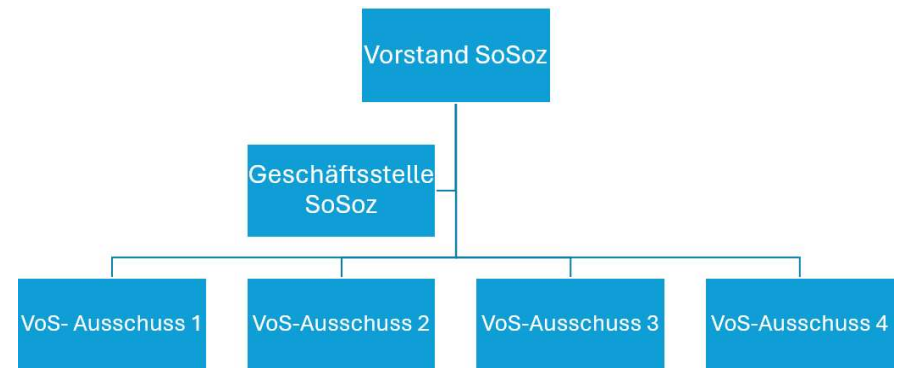 Vorstand SoSoz
Geschäftsstelle
SoSoz
VoS- Ausschuss 1
VoS-Ausschuss 2
VoS-Ausschuss 3
VoS-Ausschuss 4